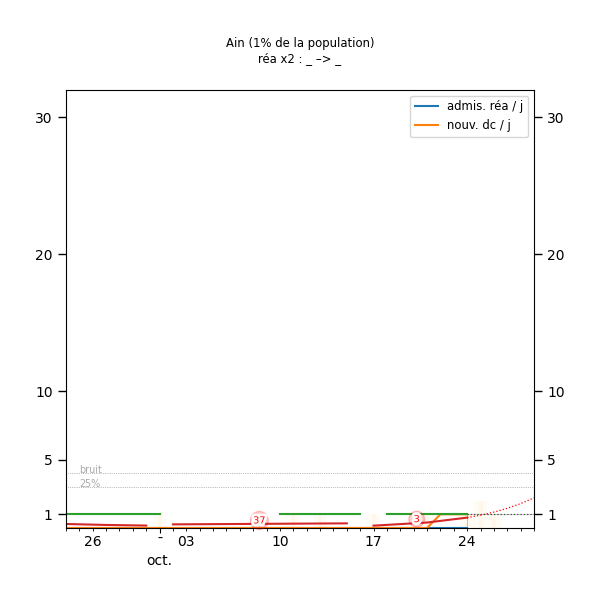 Ain (1% de la population)
réa x2 : _ –> _
admis. réa / j
nouv. dc / j
30 30
20 20
10 10
5 5
bruit
25%
1 1
37
3
26 - 03 10 17 24
oct.